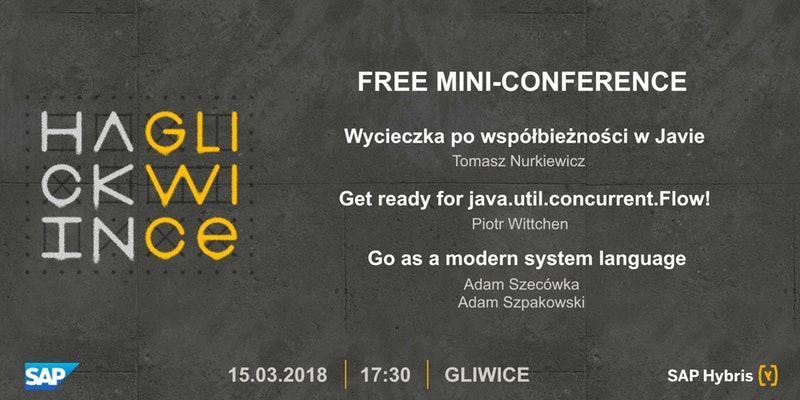 HAGLI
CKWI
INCe
FREE MINI-CONFERENCE
Wycieczka po współbieżności w Javie
Tomasz Nurkiewicz
Get ready for java.util.concurrent.Flow!
Piotr Wittchen
Go as a modern system language
Adam Szecówka
Adam Szpakowski
SAP
15.03.2018 | 17:30 | GLIWICE
SAP Hybris (y)